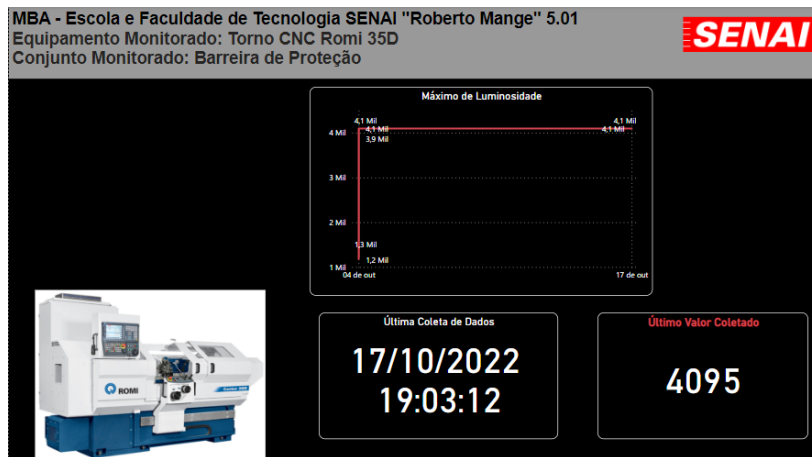 MBA - Escola e Faculdade de Tecnologia SENAI "Roberto Mange" 5.01
Equipamento Monitorado: Torno CNC Romi 35D
Conjunto Monitorado: Barreira de Proteção
SENAI
Máximo de Luminosidade
4,1 Mil
4,1 Mil
3,9 Mil
4,1 Mil
4,1 Mil
4 Mil
3 Mil
2 Mil
1,3 Mil
1,2 Mil
1 Mil
04 de out
17 de out
ROMI
Última Coleta de Dados
17/10/2022
19:03:12
Último Valor Coletado
4095